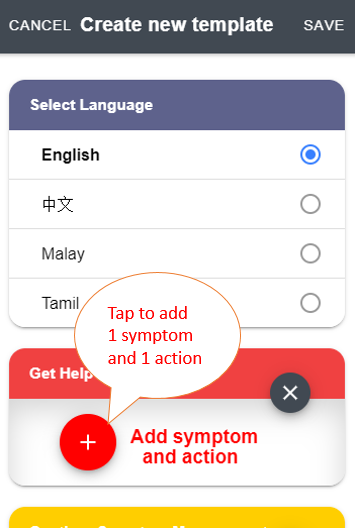 CANCEL Create new template SAVE
Select Language
English
中文
Malay
Tamil
Tap to add
1 symptom
and 1 action
Get Help
Add symptom
and action